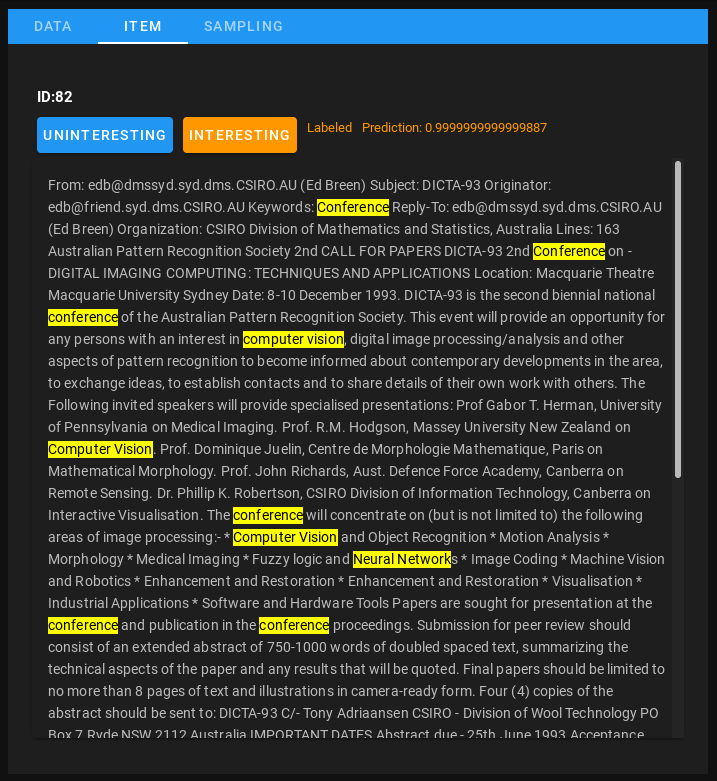 DATA ITEM SAMPLING
ID:82
UNINTERESTING INTERESTING Labeled Prediction: 0.9999999999999887
From: edb@dmssyd.syd.dms.CSIRO.AU (Ed Breen) Subject: DICTA-93 Originator:
edb@friend.syd.dms.CSIRO.AU Keywords: Conference Reply-To: edb@dmssyd.syd.dms.CSIRO.AU
(Ed Breen) Organization: CSIRO Division of Mathematics and Statistics, Australia Lines: 163
Australian Pattern Recognition Society 2nd CALL FOR PAPERS DICTA-93 2nd Conference on -
DIGITAL IMAGING COMPUTING: TECHNIQUES AND APPLICATIONS Location: Macquarie Theatre
Macquarie University Sydney Date: 8-10 December 1993. DICTA-93 is the second biennial national
conference of the Australian Pattern Recognition Society. This event will provide an opportunity for
any persons with an interest in computer vision, digital image processing/analysis and other
aspects of pattern recognition to become informed about contemporary developments in the area,
to exchange ideas, to establish contacts and to share details of their own work with others. The
Following invited speakers will provide specialised presentations: Prof Gabor T. Herman, University
of Pennsylvania on Medical Imaging. Prof. R.M. Hodgson, Massey University New Zealand on
Computer Vision. Prof. Dominique Juelin, Centre de Morphologie Mathematique, Paris on
Mathematical Morphology. Prof. John Richards, Aust. Defence Force Academy, Canberra on
Remote Sensing. Dr. Phillip K. Robertson, CSIRO Division of Information Technology, Canberra on
Interactive Visualisation. The conference will concentrate on (but is not limited to) the following
areas of image processing:- * Computer Vision and Object Recognition * Motion Analysis *
Morphology * Medical Imaging * Fuzzy logic and Neural Networks * Image Coding * Machine Vision
and Robotics * Enhancement and Restoration * Enhancement and Restoration * Visualisation *
Industrial Applications * Software and Hardware Tools Papers are sought for presentation at the
conference and publication in the conference proceedings. Submission for peer review should
consist of an extended abstract of 750-1000 words of doubled spaced text, summarizing the
technical aspects of the paper and any results that will be quoted. Final papers should be limited to
no more than 8 pages of text and illustrations in camera-ready form. Four (4) copies of the
abstract should be sent to: DICTA-93 C/- Tony Adriaansen CSIRO - Division of Wool Technology PO
Box 7 Ryde NSW 2112 Australia IMPORTANT DATES Abstract due - 25th June 1993 Acceptance